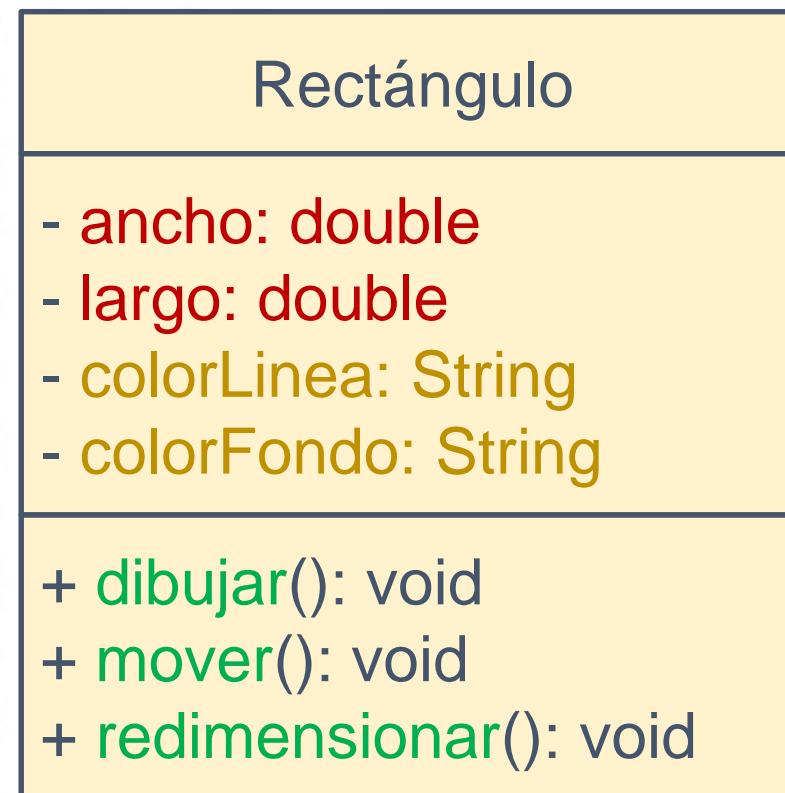 Rectángulo
- ancho: double
- largo: double
- colorLinea: String
- colorFondo: String
+ dibujar(): void
+ mover(): void
+ redimensionar(): void